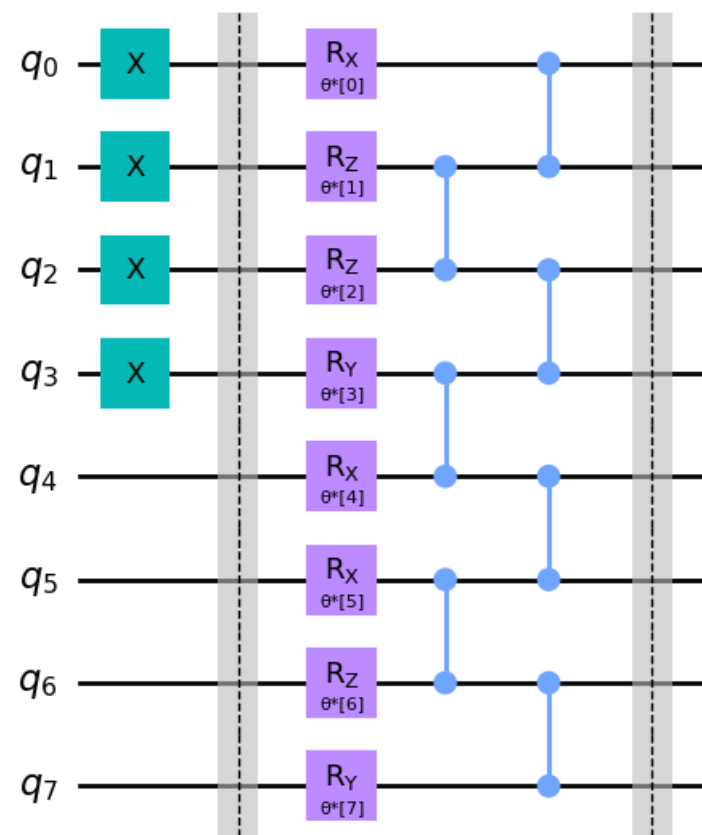 q0 X RX θ*[0]
q1 X RZ θ*[1]
q2 X RZ θ*[2]
q3 X RY θ*[3]
q4 RX θ*[4]
q5 RX θ*[5]
q6 RZ θ*[6]
q7 RY θ*[7]